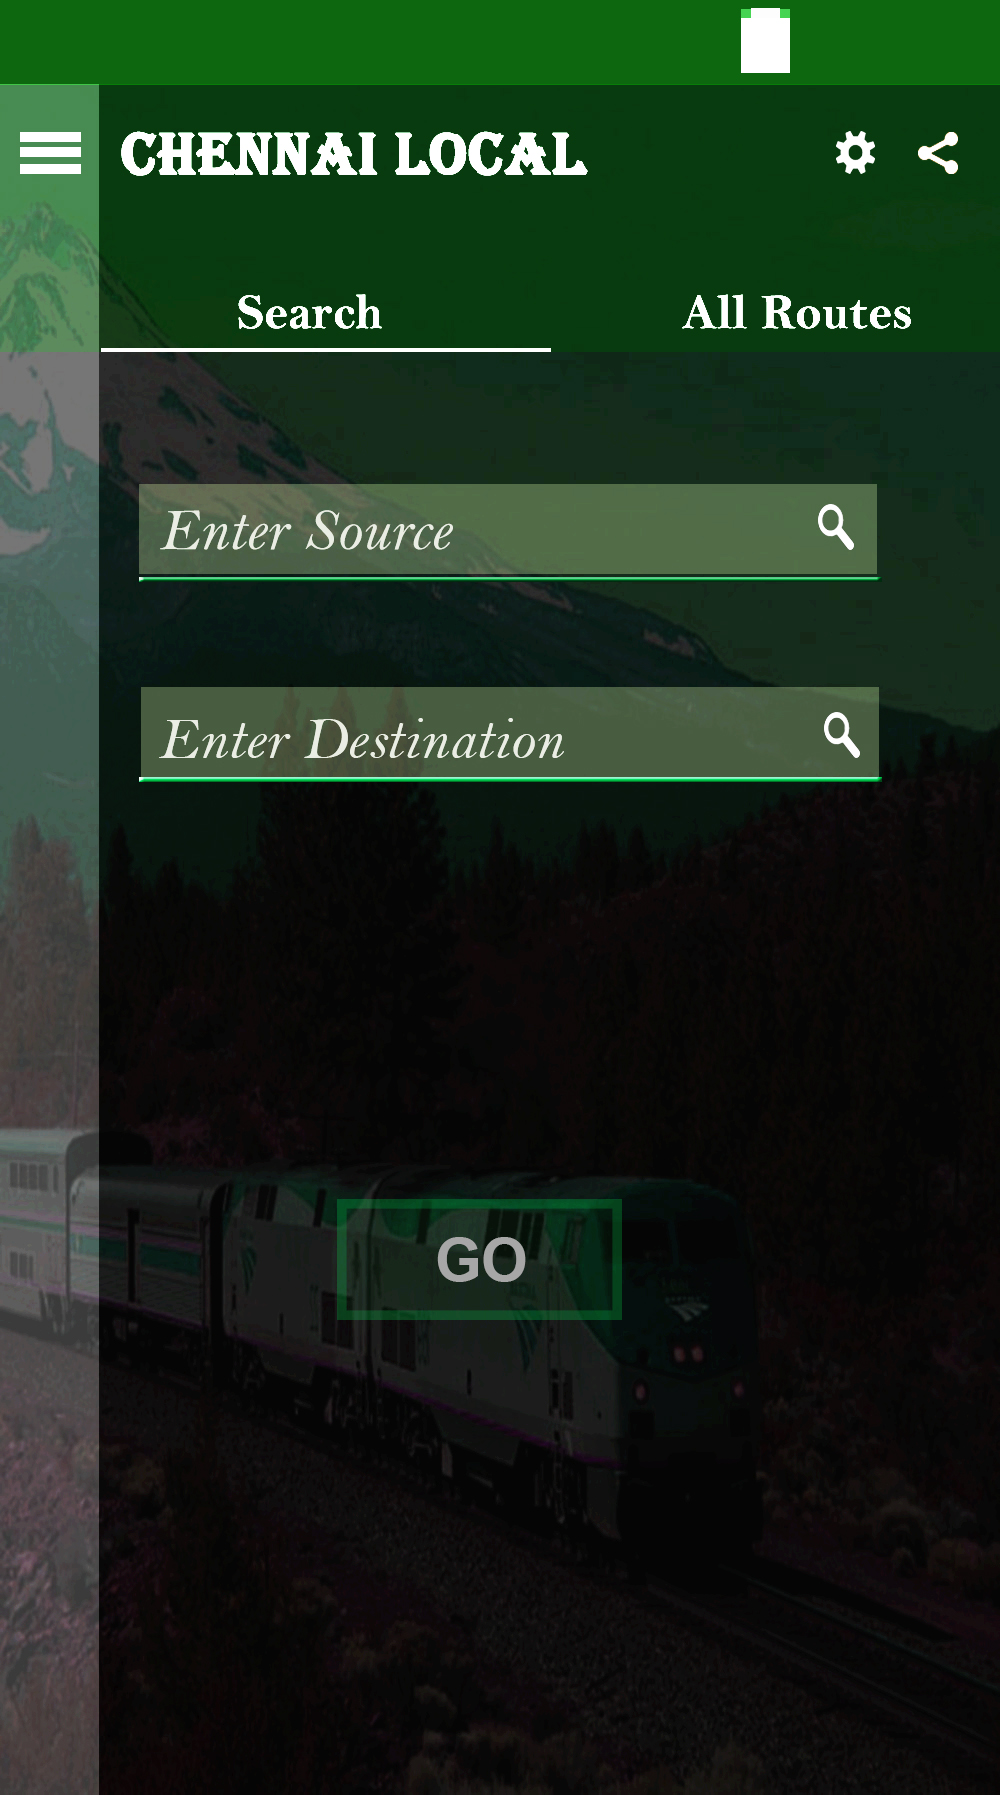 CHENNAI LOCAL
Search All Routes
Enter Source
Enter Destination
GO